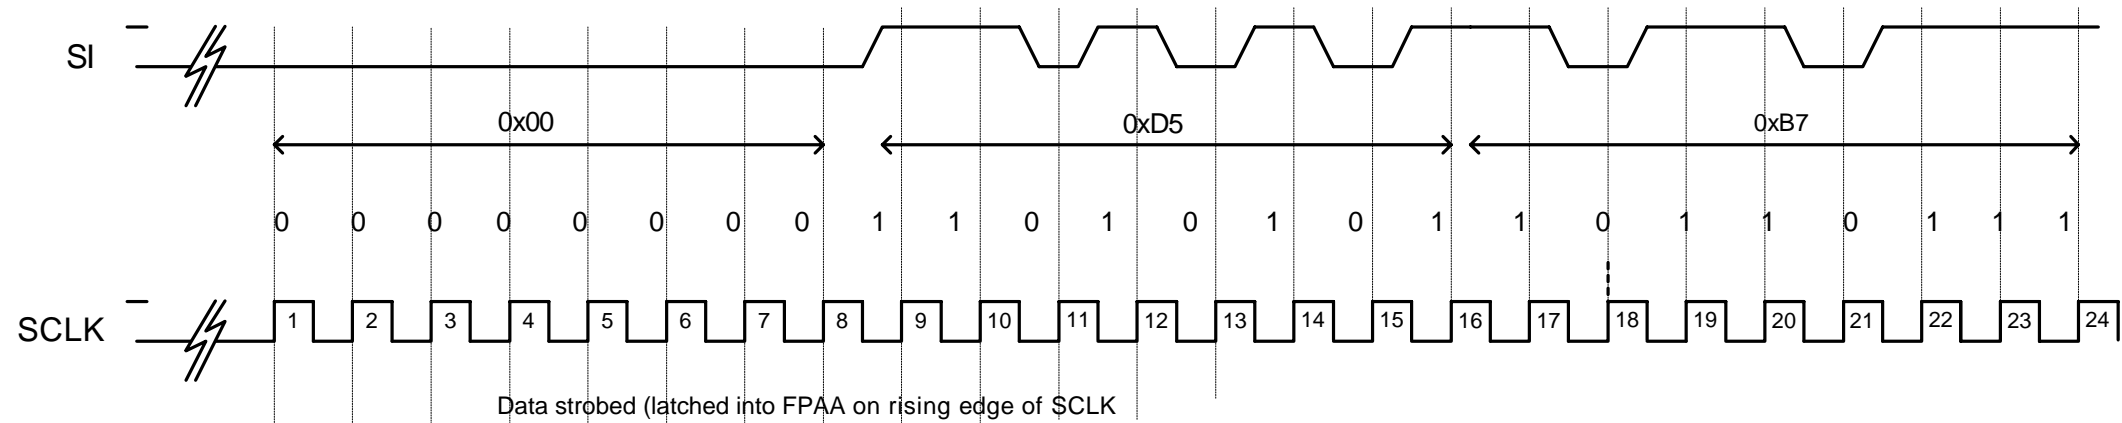 SI
0x00 0xD5 0xB7
0 0 0 0 0 0 0 0 1 1 0 1 0 1 0 1 1 0 1 1 0 1 1 1
SCLK 1 2 3 4 5 6 7 8 9 10 11 12 13 14 15 16 17 18 19 20 21 22 23 24
Data strobed (latched into FPAA on rising edge of SCLK